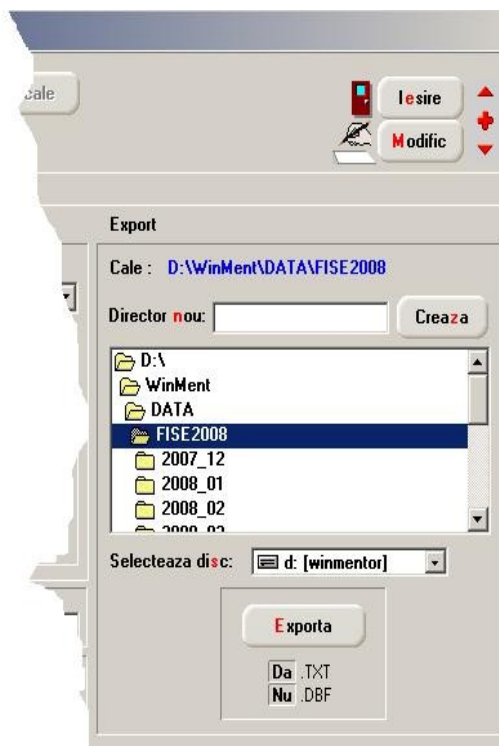 cale
Iesire
Modific
Export
Cale : D:\WinMent\DATA\FISE2008
Director nou:
Creaza
D:\
WinMent
DATA
FISE2008
2007_12
2008_01
2008_02
Selecteaza disc: d: [winmentor]
Exporta
Da .TXT
Nu .DBF